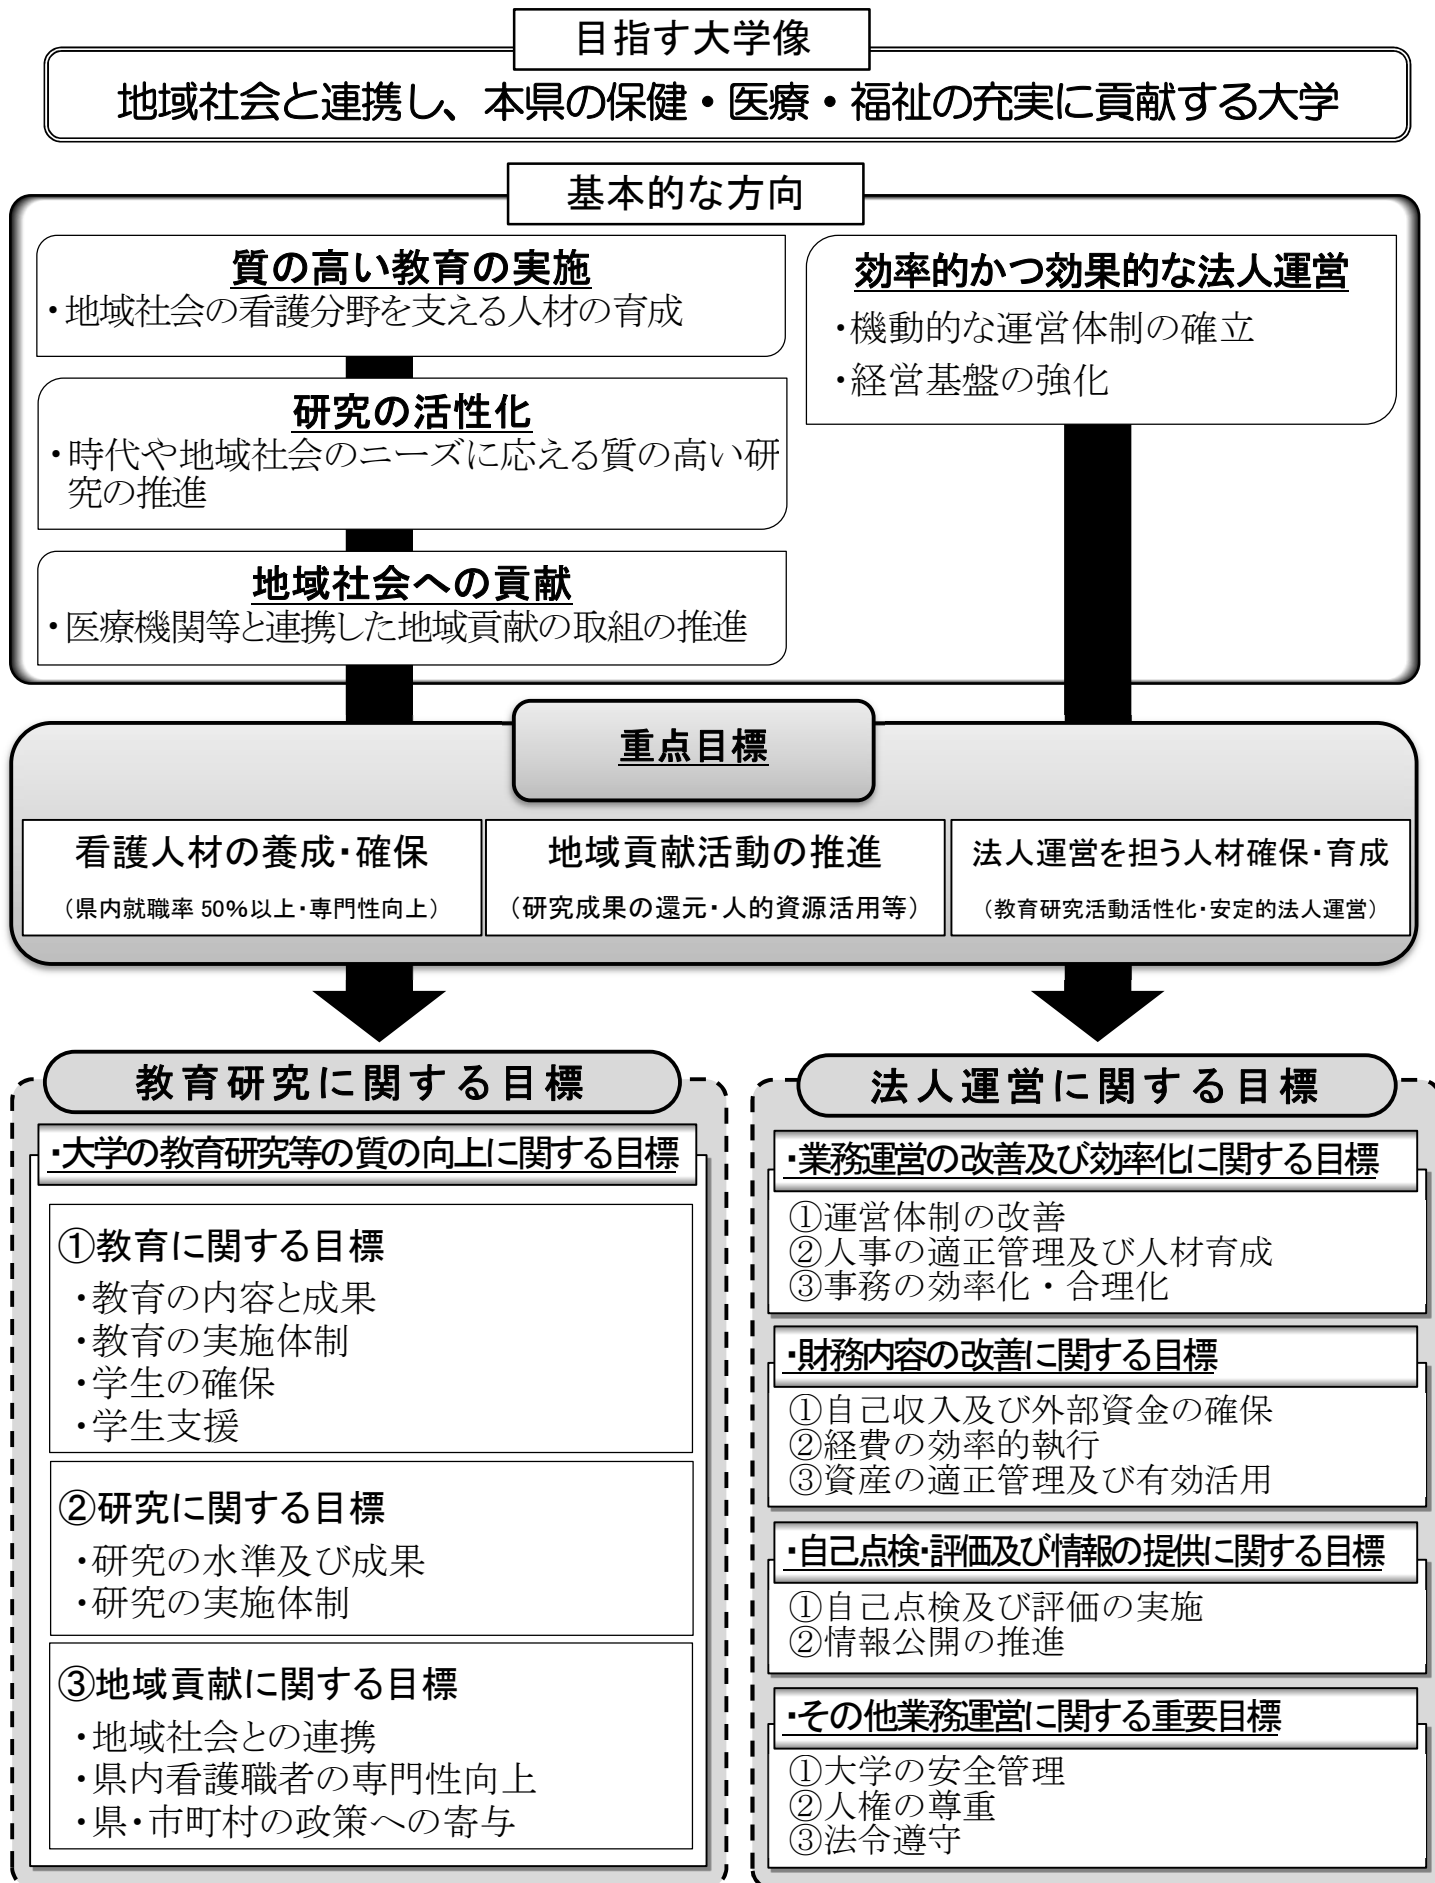 目指す大学像
地域社会と連携し、本県の保健・医療・福祉の充実に貢献する大学
基本的な方向
質の高い教育の実施
・地域社会の看護分野を支える人材の育成
研究の活性化
・時代や地域社会のニーズに応える質の高い研
究の推進
地域社会への貢献
・医療機関等と連携した地域貢献の取組の推進
効率的かつ効果的な法人運営
・機動的な運営体制の確立
・経営基盤の強化
重点目標
看護人材の養成・確保
（県内就職率 50％以上・専門性向上）
地域貢献活動の推進
（研究成果の還元・人的資源活用等）
法人運営を担う人材確保・育成
（教育研究活動活性化・安定的法人運営）
教育研究に関する目標
・大学の教育研究等の質の向上に関する目標
①教育に関する目標
・教育の内容と成果
・教育の実施体制
・学生の確保
・学生支援
②研究に関する目標
・研究の水準及び成果
・研究の実施体制
③地域貢献に関する目標
・地域社会との連携
・県内看護職者の専門性向上
・県・市町村の政策への寄与
法人運営に関する目標
・業務運営の改善及び効率化に関する目標
①運営体制の改善
②人事の適正管理及び人材育成
③事務の効率化・合理化
・財務内容の改善に関する目標
①自己収入及び外部資金の確保
②経費の効率的執行
③資産の適正管理及び有効活用
・自己点検・評価及び情報の提供に関する目標
①自己点検及び評価の実施
②情報公開の推進
・その他業務運営に関する重要目標
①大学の安全管理
②人権の尊重
③法令遵守